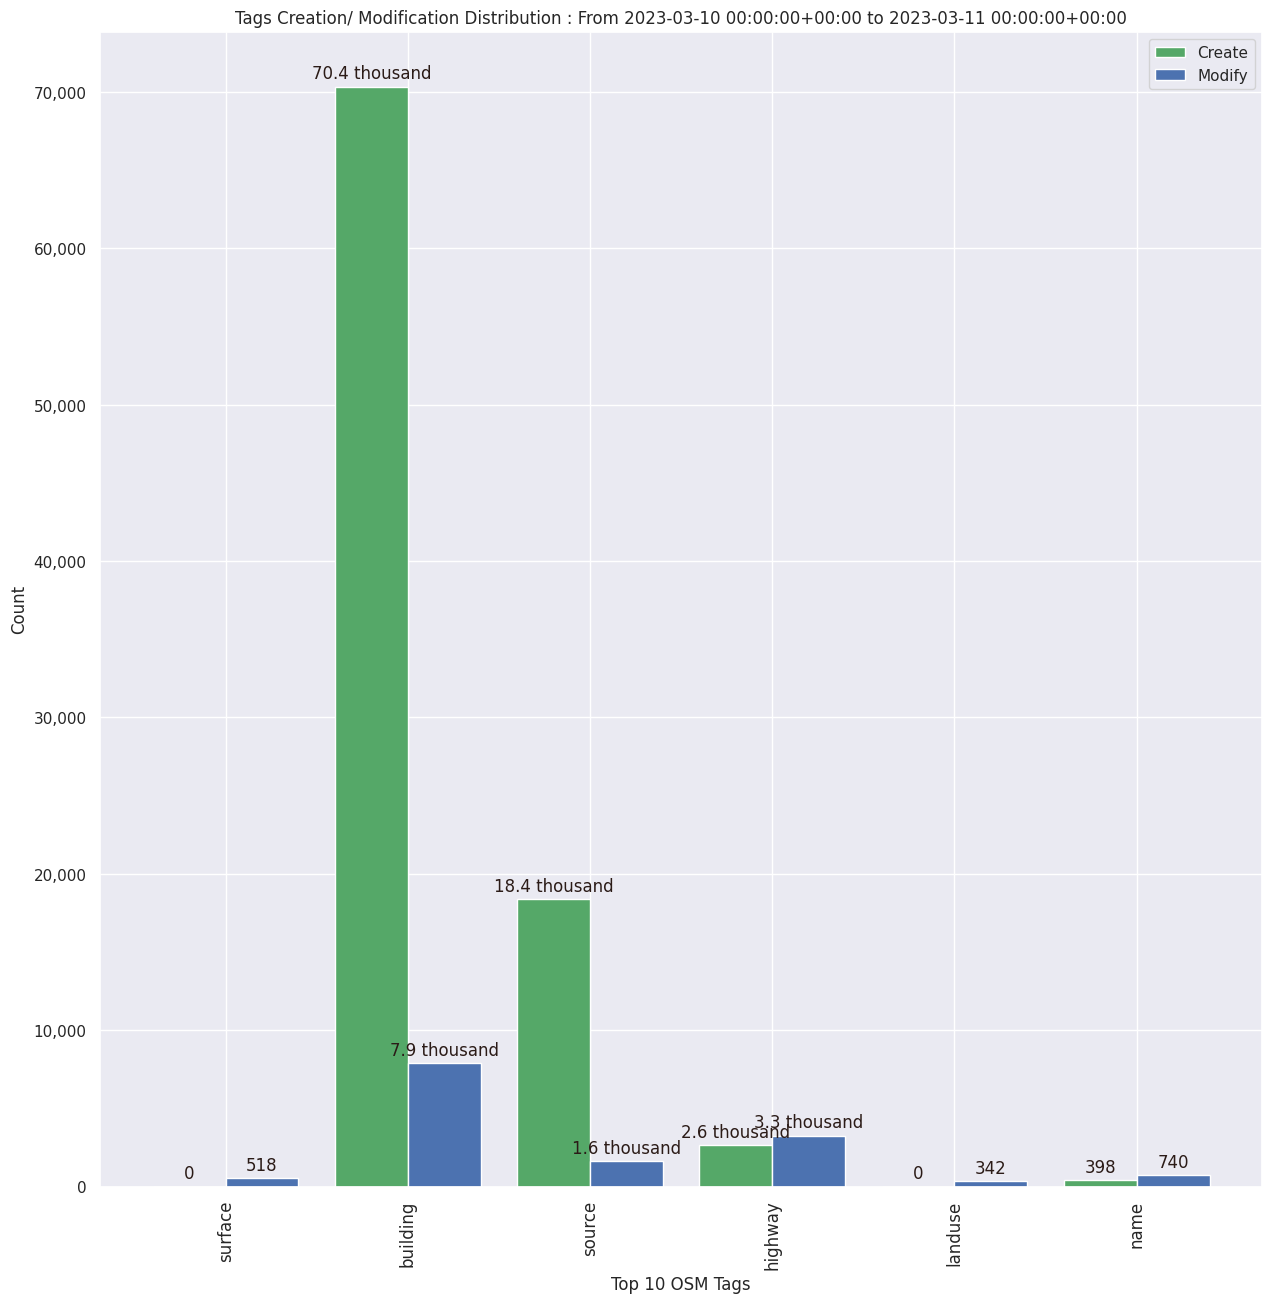 Tags Creation/ Modification Distribution : From 2023-03-10 00:00:00+00:00 to 2023-03-11 00:00:00+00:00
Create
Modify
70.4 thousand
70,000
60,000
50,000
40,000
30,000
20,000
18.4 thousand
10,000
7.9 thousand
3.3 thousand
2.6 thousand
1.6 thousand
0
518
0
342
398
740
0
Count
surface
building
source
highway
landuse
name
Top 10 OSM Tags